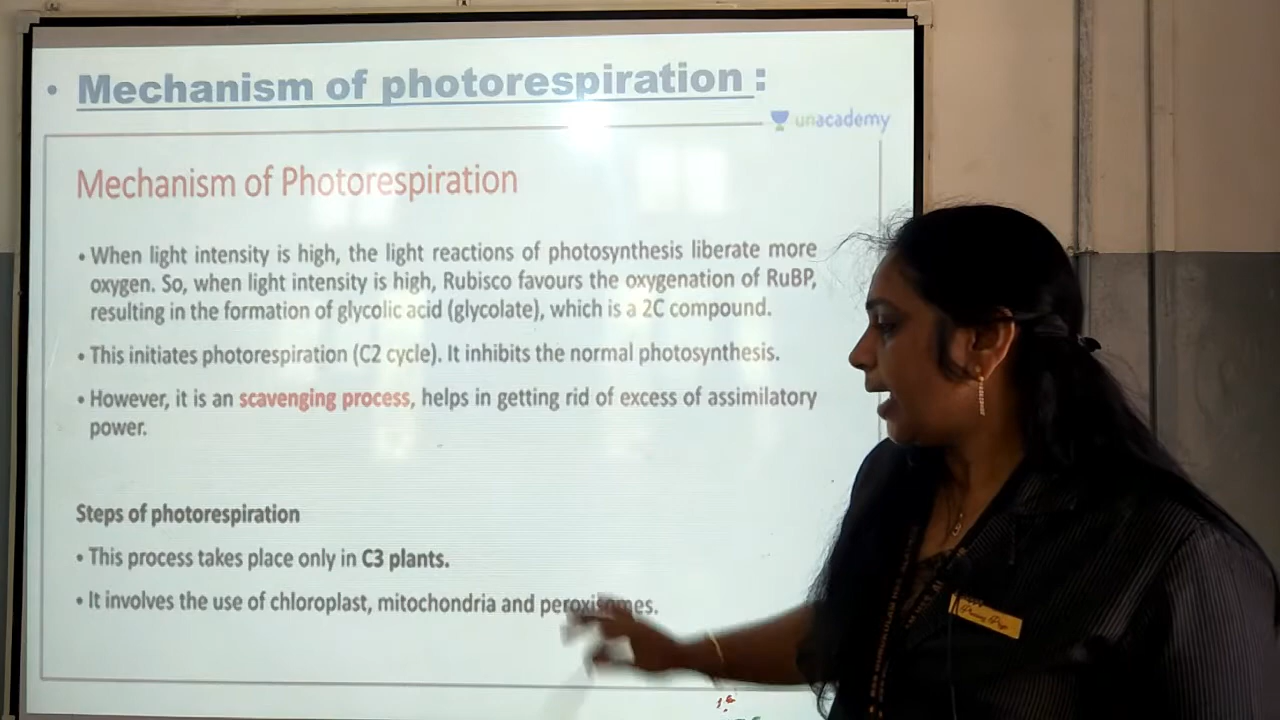 • Mechanism of photorespiration :
unacademy
Mechanism of Photorespiration
• When light intensity is high, the light reactions of photosynthesis liberate more
oxygen. So, when light intensity is high, Rubisco favours the oxygenation of RuBP,
resulting in the formation of glycolic acid (glycolate), which is a 2C compound.
• This initiates photorespiration (C2 cycle). It inhibits the normal photosynthesis.
• However, it is an scavenging process, helps in getting rid of excess of assimilatory
power.
Steps of photorespiration
• This process takes place only in C3 plants.
• It involves the use of chloroplast, mitochondria and peroxisomes.